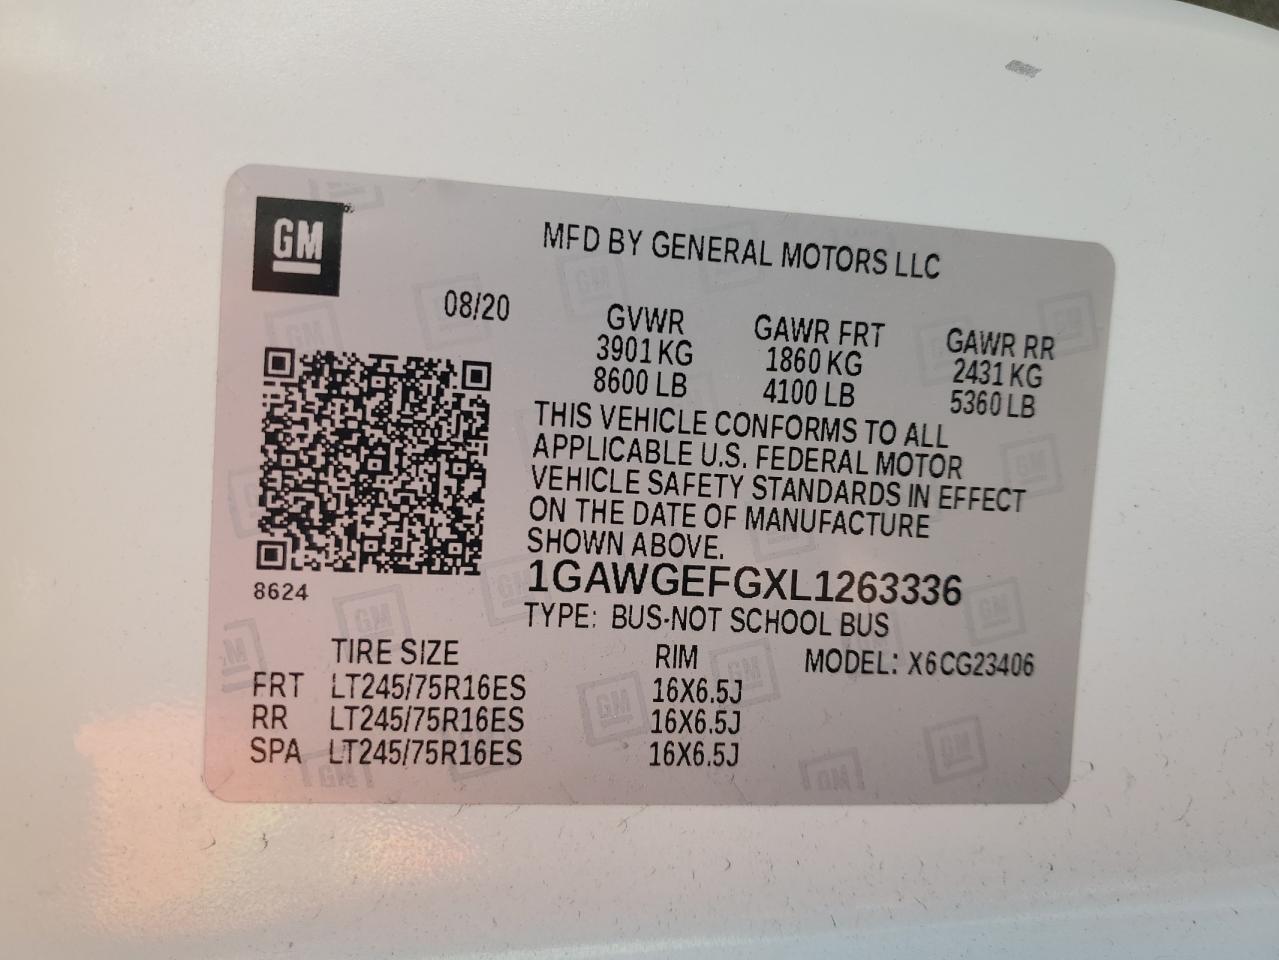 GM
MFD BY GENERAL MOTORS LLC
08/20
GVWR GAWR FRT GAWR RR
3901 KG 1860 KG 2431 KG
8600 LB 4100 LB 5360 LB
THIS VEHICLE CONFORMS TO ALL
APPLICABLE U.S. FEDERAL MOTOR
VEHICLE SAFETY STANDARDS IN EFFECT
ON THE DATE OF MANUFACTURE
SHOWN ABOVE.
8624
1GAWGEFGXL1263336
TYPE: BUS-NOT SCHOOL BUS
TIRE SIZE RIM MODEL: X6CG23406
FRT LT245/75R16ES 16X6.5J
RR LT245/75R16ES 16X6.5J
SPA LT245/75R16ES 16X6.5J